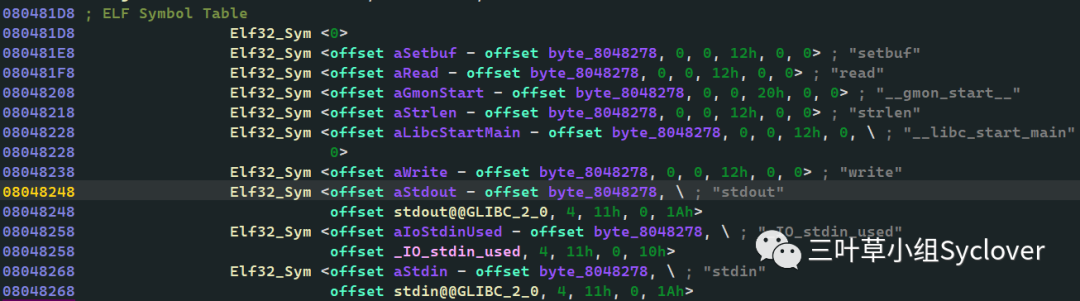 080481D8 ; ELF Symbol Table
080481D8 Elf32_Sym <0>
080481E8 Elf32_Sym <offset aSetbuf - offset byte_8048278, 0, 0, 12h, 0, 0> ; "setbuf"
080481F8 Elf32_Sym <offset aRead - offset byte_8048278, 0, 0, 12h, 0, 0> ; "read"
08048208 Elf32_Sym <offset aGmonStart - offset byte_8048278, 0, 0, 20h, 0, 0> ; "__gmon_start__"
08048218 Elf32_Sym <offset aStrlen - offset byte_8048278, 0, 0, 12h, 0, 0> ; "strlen"
08048228 Elf32_Sym <offset aLibcStartMain - offset byte_8048278, 0, 0, 12h, 0, \ ; "__libc_start_main"
08048228 0>
08048238 Elf32_Sym <offset aWrite - offset byte_8048278, 0, 0, 12h, 0, 0> ; "write"
08048248 Elf32_Sym <offset aStdout - offset byte_8048278, \ ; "stdout"
08048248 offset stdout@@GLIBC_2_0, 4, 11h, 0, 1Ah>
08048258 Elf32_Sym <offset aIoStdinUsed - offset byte_8048278, \ ; "_IO_stdin_used"
08048258 offset _IO_stdin_used, 4, 11h, 0, 10h>
08048268 Elf32_Sym <offset aStdin - offset byte_8048278, \ ; "stdin"
08048268 offset stdin@@GLIBC_2_0, 4, 11h, 0, 1Ah>
三叶草小组Syclover